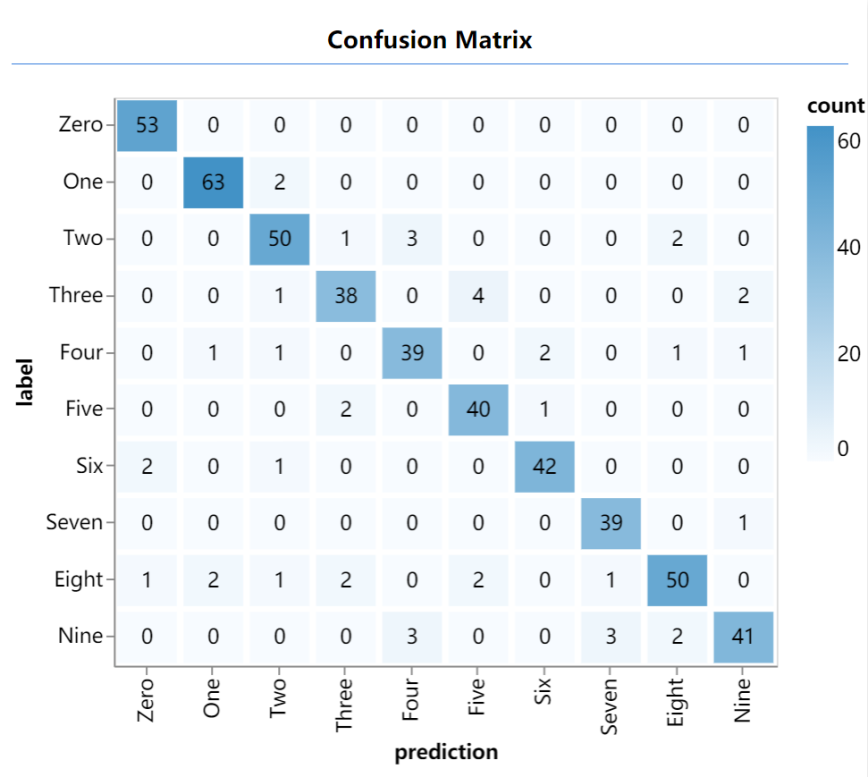 Confusion Matrix
count
Zero 53 0 0 0 0 0 0 0 0 0
One 0 63 2 0 0 0 0 0 0 0
Two 0 0 50 1 3 0 0 0 2 0
Three 0 0 1 38 0 4 0 0 0 2
Four 0 1 1 0 39 0 2 0 1 1
Five 0 0 0 2 0 40 1 0 0 0
Six 2 0 1 0 0 0 42 0 0 0
Seven 0 0 0 0 0 0 0 39 0 1
Eight 1 2 1 2 0 2 0 1 50 0
Nine 0 0 0 0 3 0 0 3 2 41
Zero One Two Three Four Five Six Seven Eight Nine
prediction
label
60
40
20
0